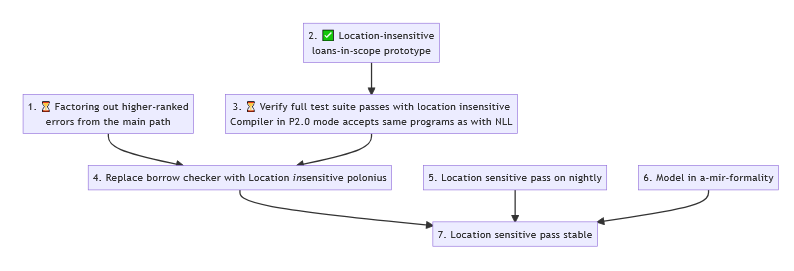 2. ✅ Location-insensitive
loans-in-scope prototype
1. ⏳ Factoring out higher-ranked
errors from the main path
3. ⏳ Verify full test suite passes with location insensitive
Compiler in P2.0 mode accepts same programs as with NLL
4. Replace borrow checker with Location insensitive polonius
5. Location sensitive pass on nightly
6. Model in a-mir-formality
7. Location sensitive pass stable